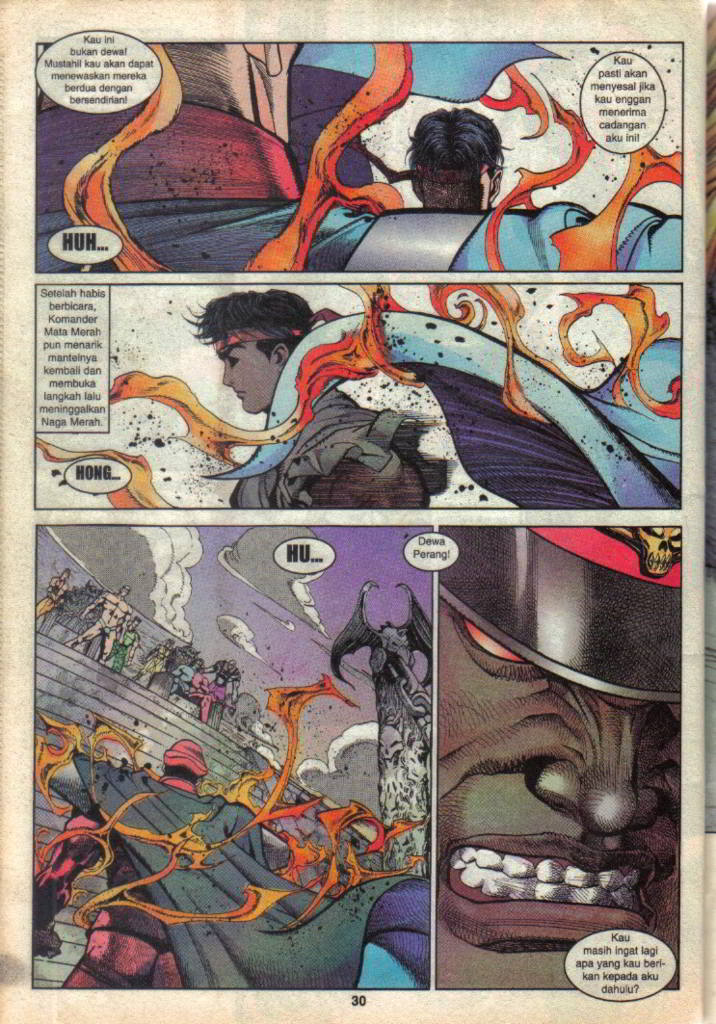 Kau ini
bukan dewa!
Mustahil kau akan dapat
menewaskan mereka
berdua dengan
bersendirian!
Kau
pasti akan
menyesal jika
kau enggan
menerima
cadangan
aku ini!
HUH...
Setelah habis
berbicara,
Komander
Mata Merah
pun menarik
mantelnya
kembali dan
membuka
langkah lalu
meninggalkan
Naga Merah.
HONG...
HU...
Dewa
Perang!
Kau
masih ingat lagi
apa yang kau beri-
kan kepada aku
dahulu?
30